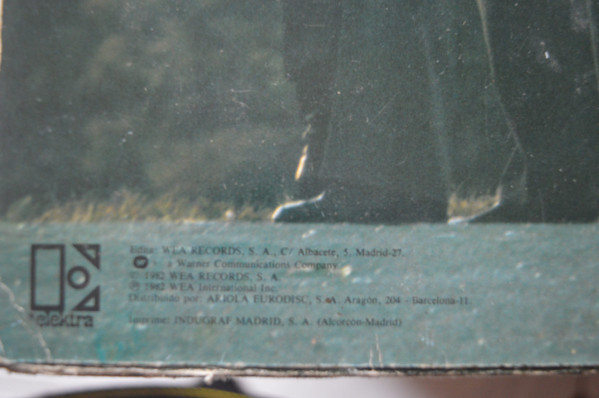 Edita: WEA RECORDS, S. A., C/ Albacete, 5. Madrid-27.
a Warner Communications Company
© 1982 WEA RECORDS, S. A.
℗ 1982 WEA International Inc.
Distribuido por: ARIOLA EURODISC, S. A. Aragón, 204 - Barcelona-11.
elektra
Imprime: INDUGRAF MADRID, S. A. (Alcorcón-Madrid)